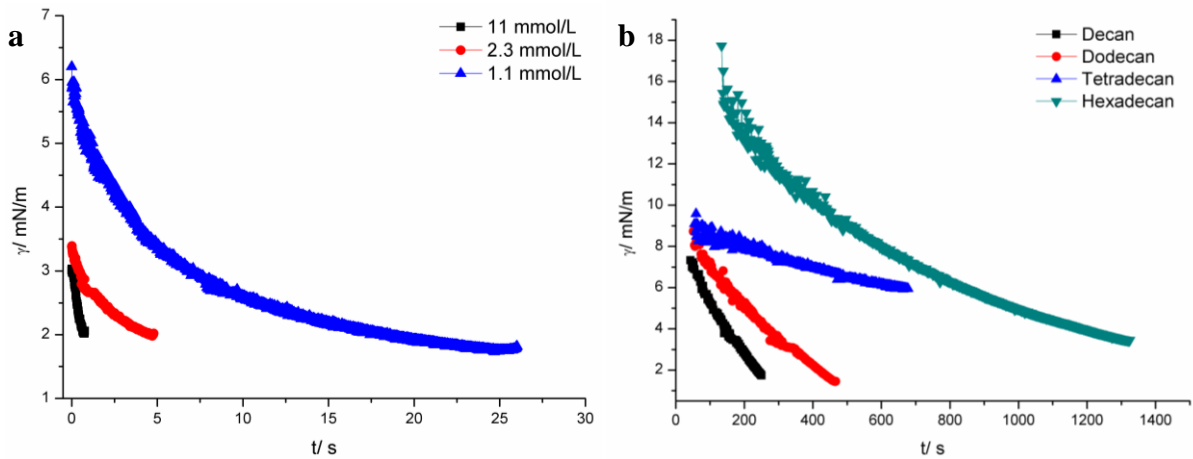 a
11 mmol/L
2.3 mmol/L
1.1 mmol/L
7
6
5
4
3
2
1
γ/ mN/m
0 5 10 15 20 25 30
t/ s
b
Decan
Dodecan
Tetradecan
Hexadecan
18
16
14
12
10
8
6
4
2
γ/ mN/m
0 200 400 600 800 1000 1200 1400
t/ s